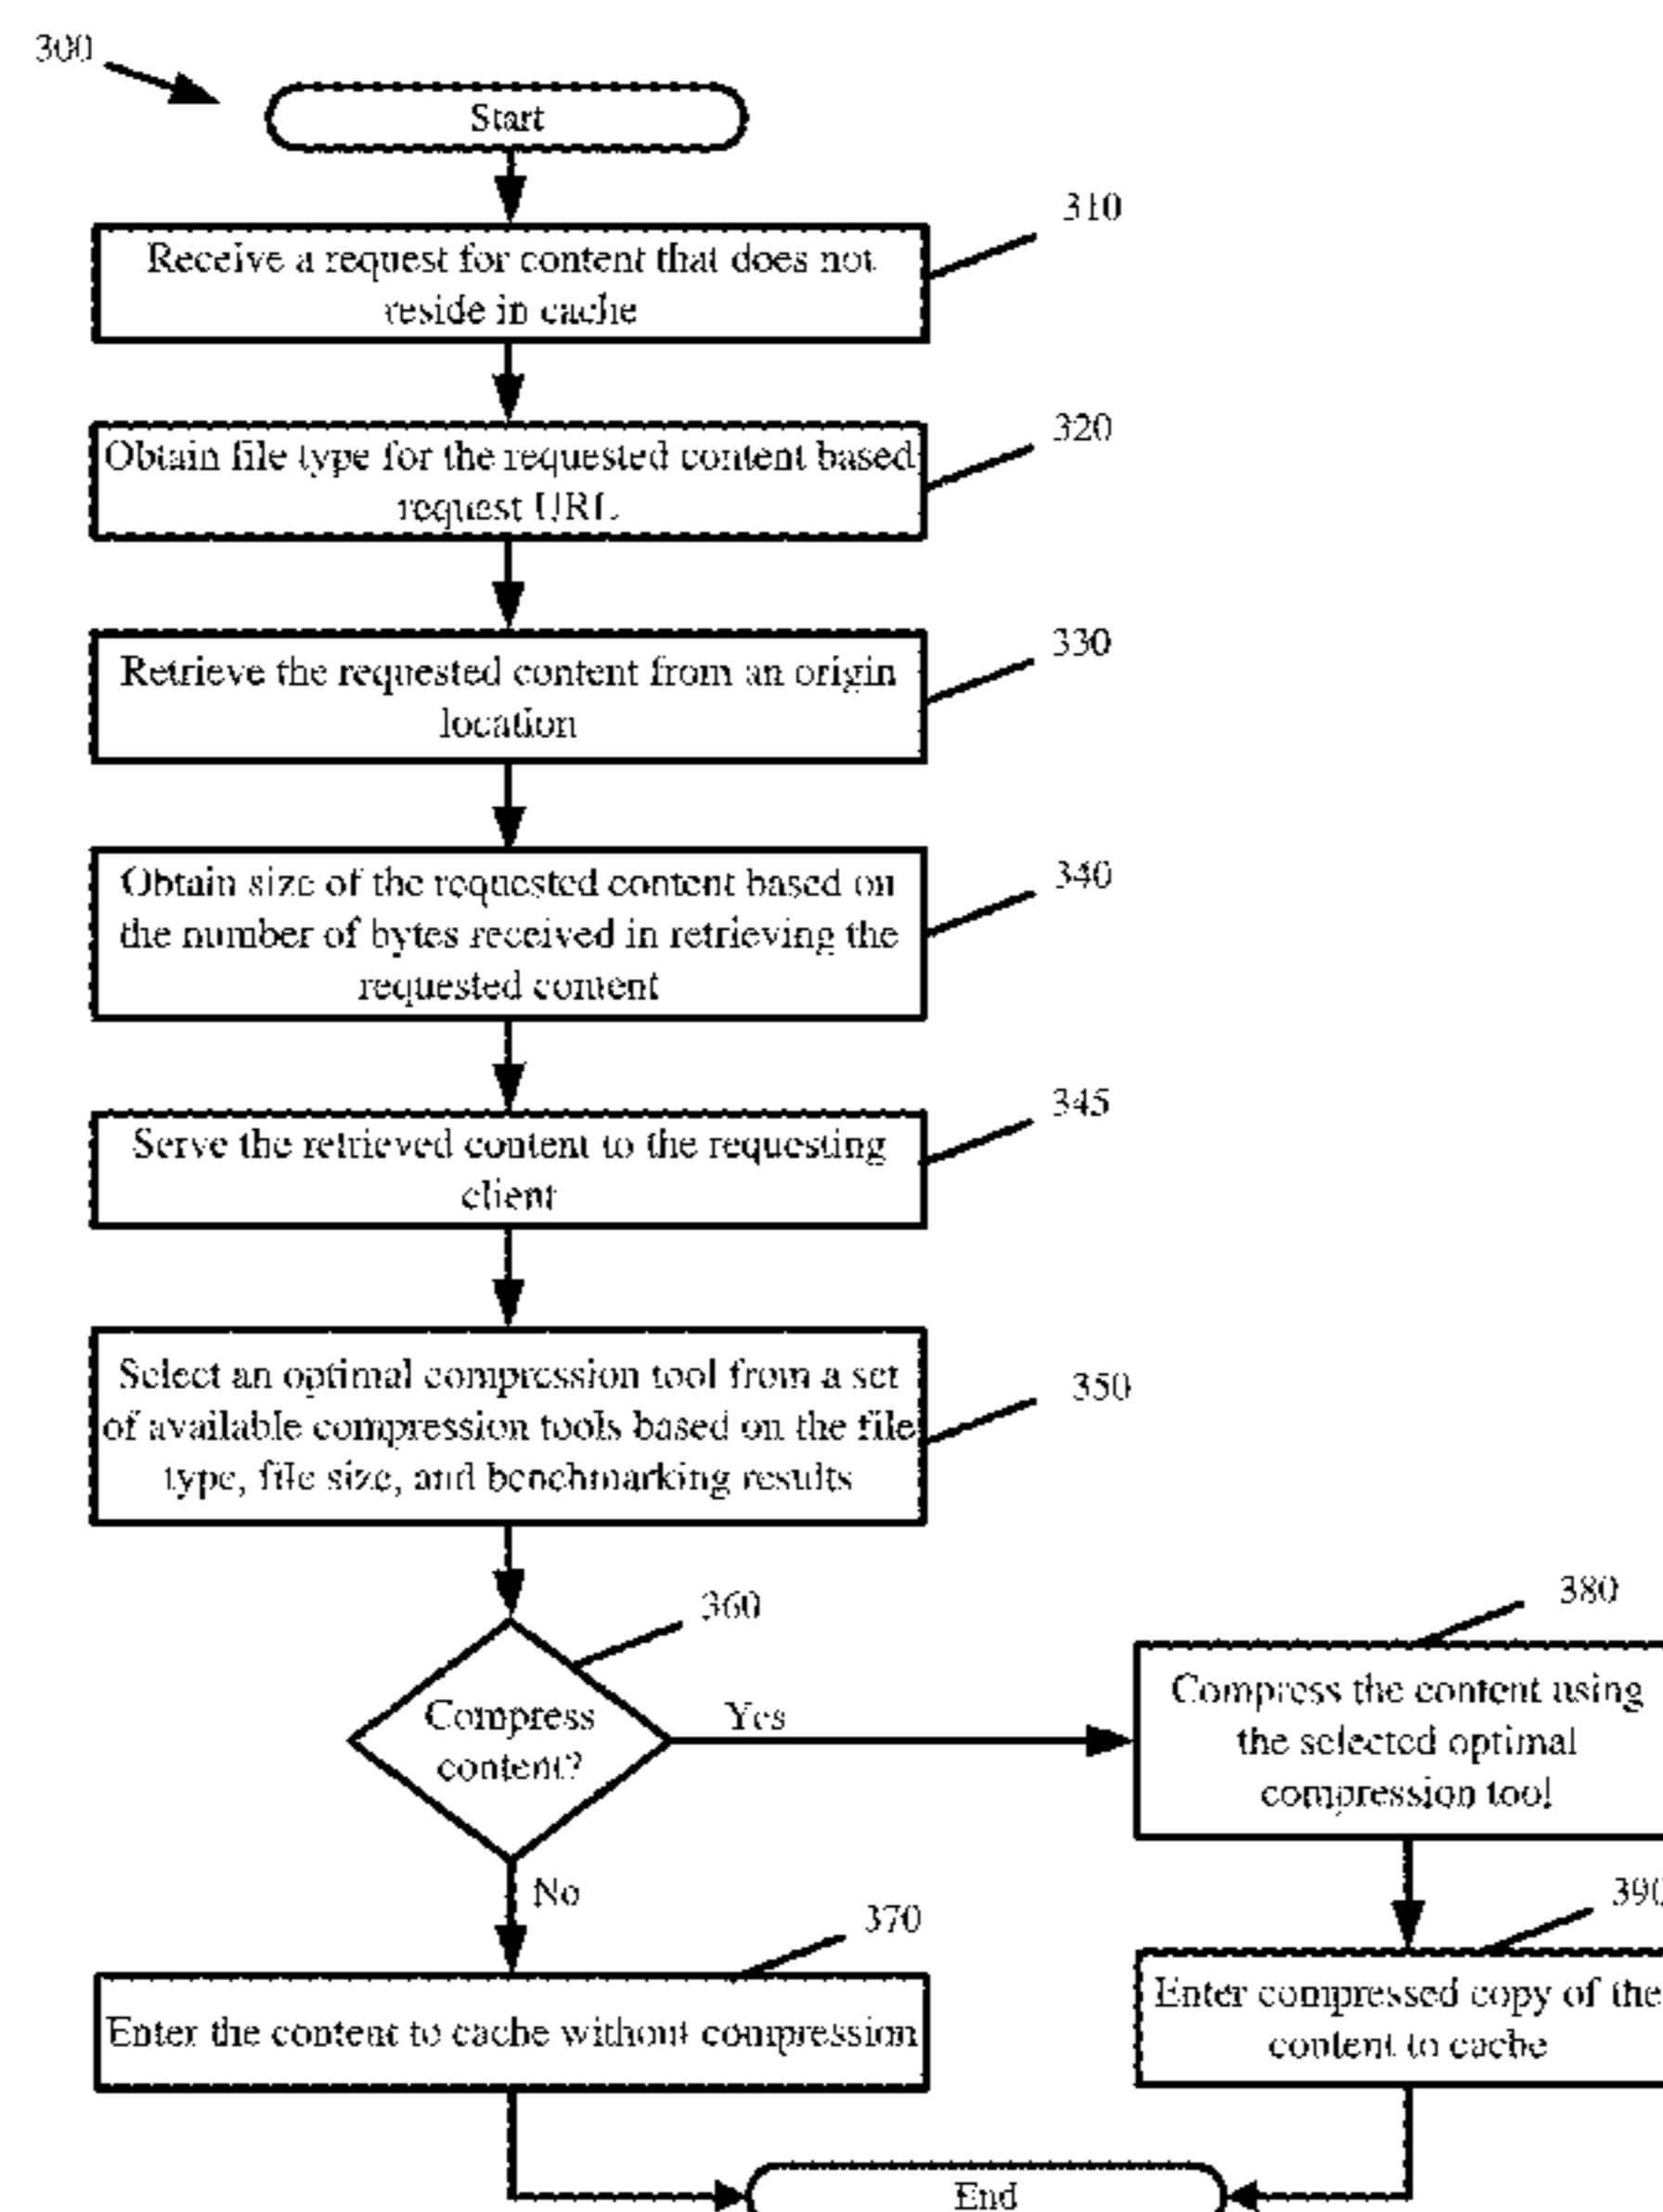 300
Start
310
Receive a request for content that does not
reside in cache
320
Obtain file type for the requested content based
request URL
330
Retrieve the requested content from an origin
location
340
Obtain size of the requested content based on
the number of bytes received in retrieving the
requested content
345
Serve the retrieved content to the requesting
client
350
Select an optimal compression tool from a set
of available compression tools based on the file
type, file size, and benchmarking results
360
Compress
content?
Yes
380
Compress the content using
the selected optimal
compression tool
No
370
Enter the content to cache without compression
390
Enter compressed copy of the
content to cache
End